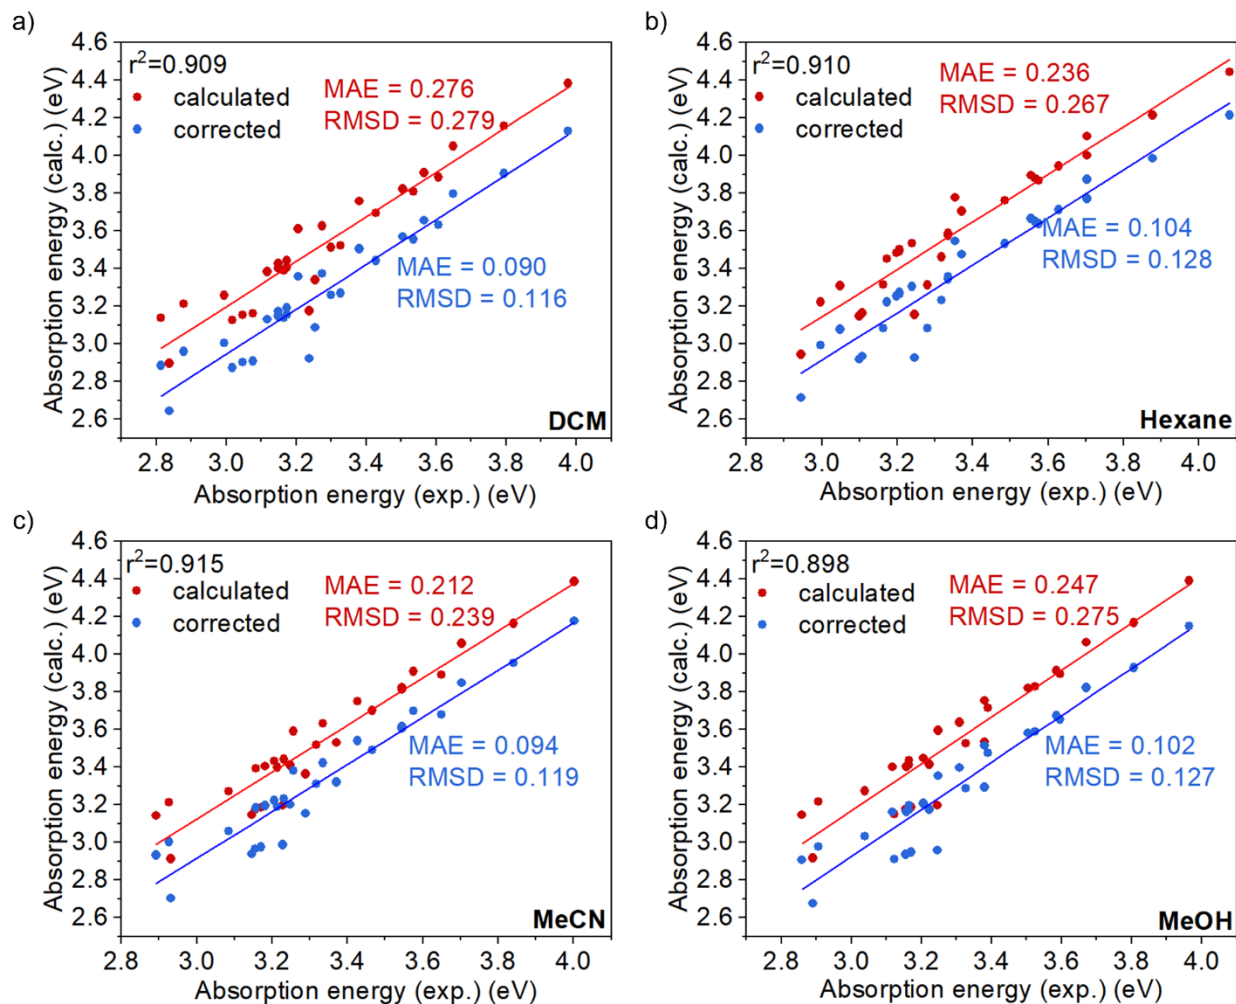 a)
Absorption energy (calc.) (eV)
4.6
4.4
4.2
4.0
3.8
3.6
3.4
3.2
3.0
2.8
2.6
r²=0.909
calculated
corrected
MAE = 0.276
RMSD = 0.279
MAE = 0.090
RMSD = 0.116
DCM
2.8 3.0 3.2 3.4 3.6 3.8 4.0
Absorption energy (exp.) (eV)
b)
Absorption energy (calc.) (eV)
4.6
4.4
4.2
4.0
3.8
3.6
3.4
3.2
3.0
2.8
2.6
r²=0.910
calculated
corrected
MAE = 0.236
RMSD = 0.267
MAE = 0.104
RMSD = 0.128
Hexane
2.8 3.0 3.2 3.4 3.6 3.8 4.0
Absorption energy (exp.) (eV)
c)
Absorption energy (calc.) (eV)
4.6
4.4
4.2
4.0
3.8
3.6
3.4
3.2
3.0
2.8
2.6
r²=0.915
calculated
corrected
MAE = 0.212
RMSD = 0.239
MAE = 0.094
RMSD = 0.119
MeCN
2.8 3.0 3.2 3.4 3.6 3.8 4.0
Absorption energy (exp.) (eV)
d)
Absorption energy (calc.) (eV)
4.6
4.4
4.2
4.0
3.8
3.6
3.4
3.2
3.0
2.8
2.6
r²=0.898
calculated
corrected
MAE = 0.247
RMSD = 0.275
MAE = 0.102
RMSD = 0.127
MeOH
2.8 3.0 3.2 3.4 3.6 3.8 4.0
Absorption energy (exp.) (eV)